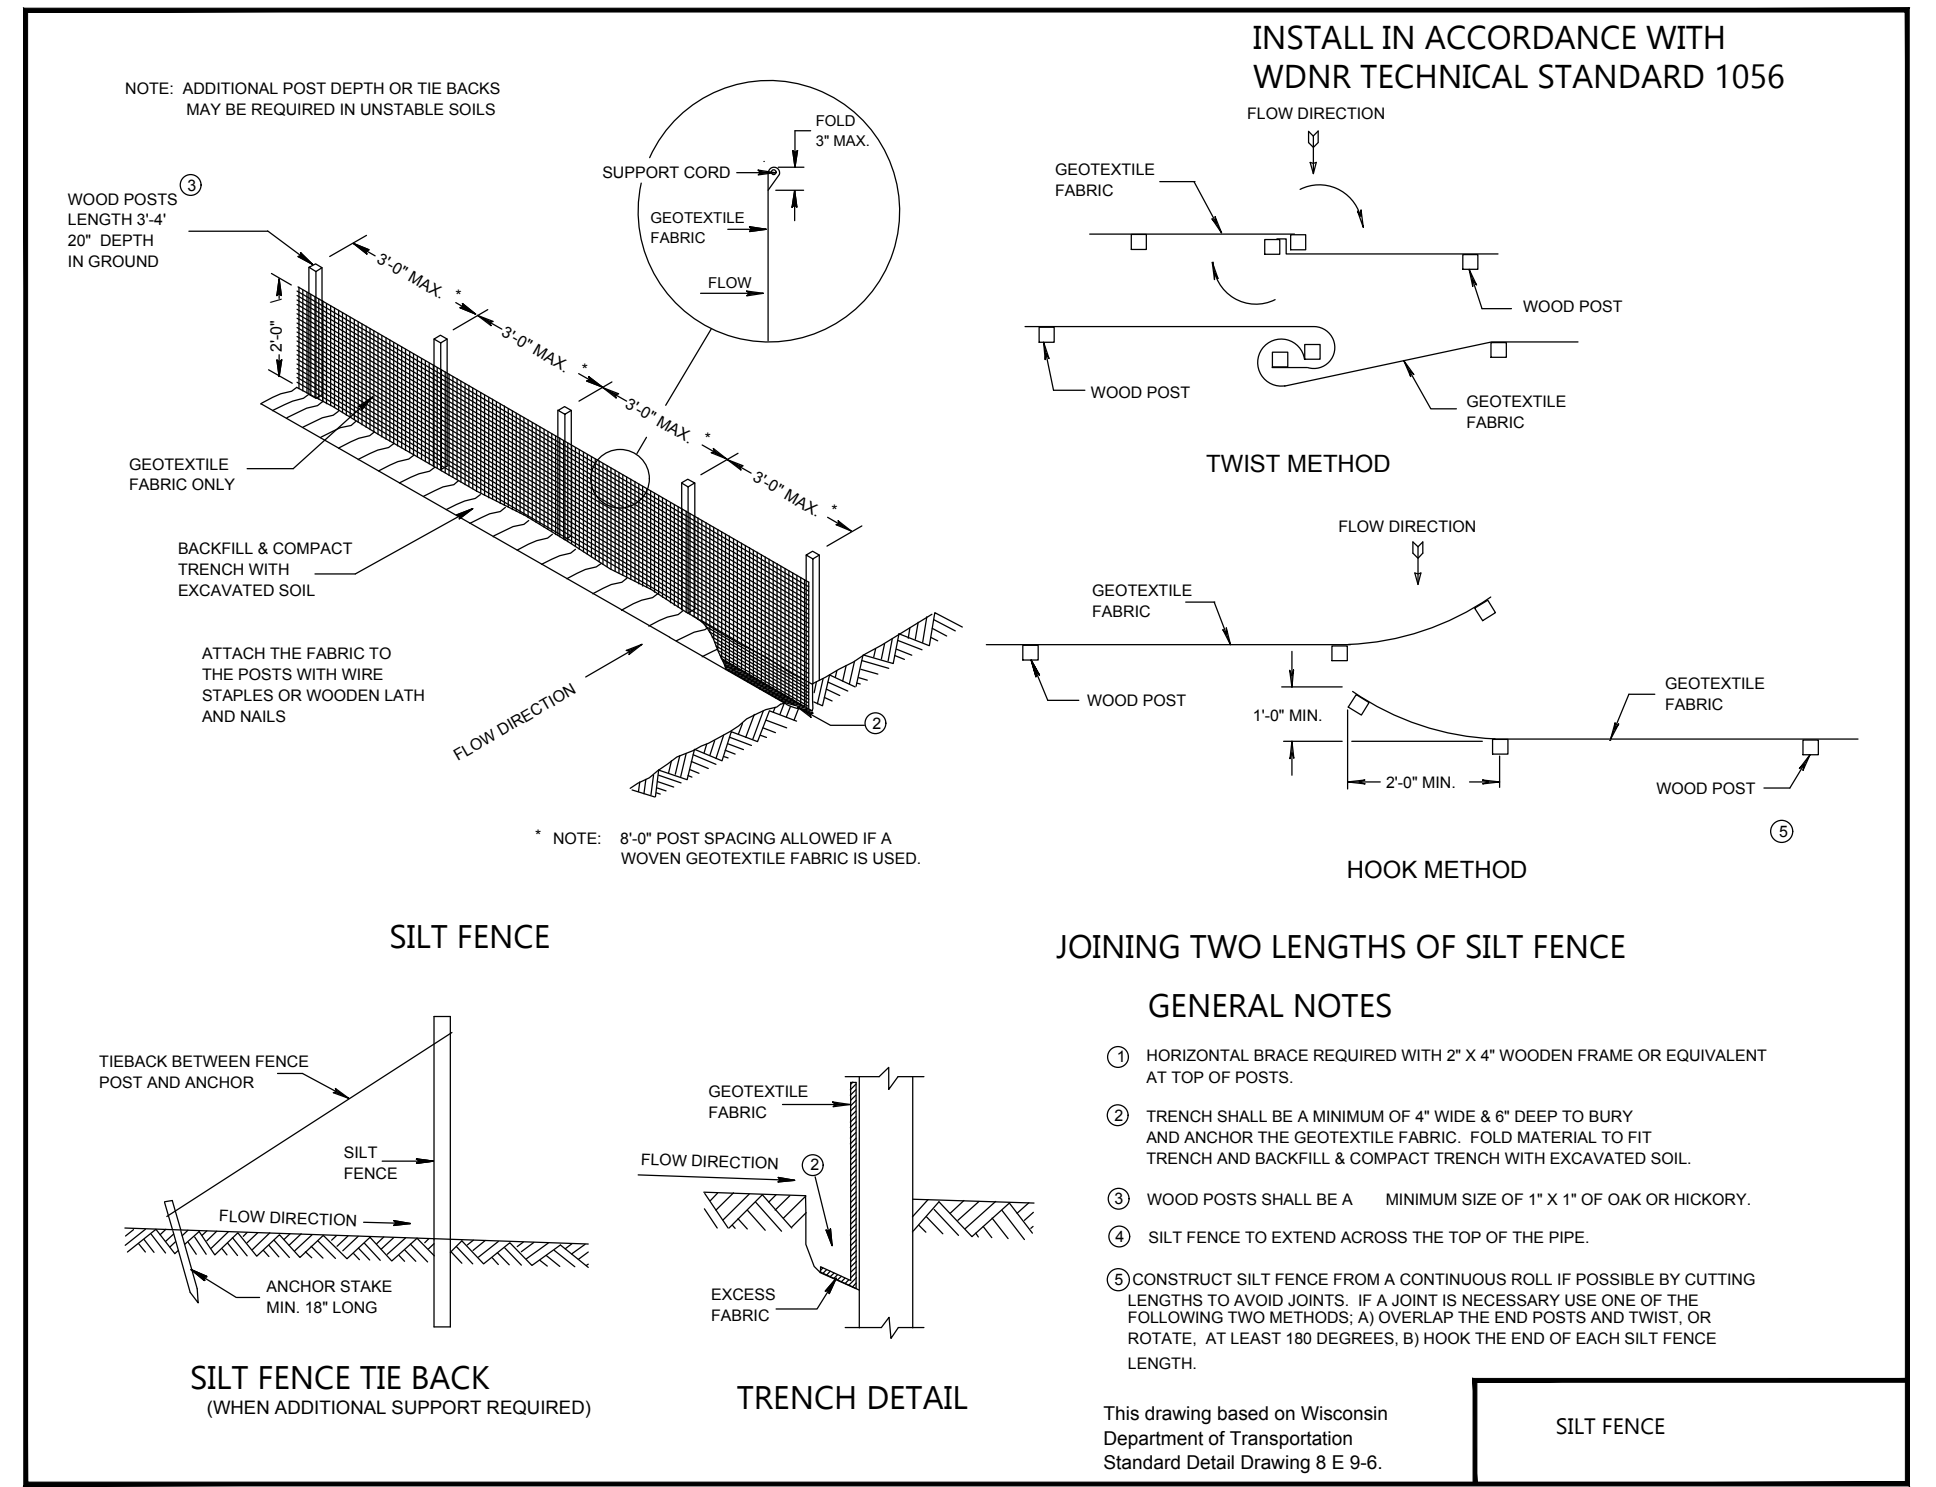 INSTALL IN ACCORDANCE WITH
WDNR TECHNICAL STANDARD 1056
NOTE: ADDITIONAL POST DEPTH OR TIE BACKS
MAY BE REQUIRED IN UNSTABLE SOILS
WOOD POSTS 3
LENGTH 3'-4'
20" DEPTH
IN GROUND
2'-0"
3'-0" MAX. *
3'-0" MAX. *
3'-0" MAX. *
3'-0" MAX. *
FOLD
3" MAX.
SUPPORT CORD
GEOTEXTILE
FABRIC
FLOW
GEOTEXTILE
FABRIC ONLY
BACKFILL & COMPACT
TRENCH WITH
EXCAVATED SOIL
ATTACH THE FABRIC TO
THE POSTS WITH WIRE
STAPLES OR WOODEN LATH
AND NAILS
FLOW DIRECTION
2
* NOTE: 8'-0" POST SPACING ALLOWED IF A
WOVEN GEOTEXTILE FABRIC IS USED.
SILT FENCE
FLOW DIRECTION
GEOTEXTILE
FABRIC
WOOD POST
WOOD POST
GEOTEXTILE
FABRIC
TWIST METHOD
FLOW DIRECTION
GEOTEXTILE
FABRIC
WOOD POST
1'-0" MIN.
2'-0" MIN.
GEOTEXTILE
FABRIC
WOOD POST
5
HOOK METHOD
JOINING TWO LENGTHS OF SILT FENCE
TIEBACK BETWEEN FENCE
POST AND ANCHOR
SILT
FENCE
FLOW DIRECTION
ANCHOR STAKE
MIN. 18" LONG
SILT FENCE TIE BACK
(WHEN ADDITIONAL SUPPORT REQUIRED)
GEOTEXTILE
FABRIC
FLOW DIRECTION
2
EXCESS
FABRIC
TRENCH DETAIL
GENERAL NOTES
1 HORIZONTAL BRACE REQUIRED WITH 2" X 4" WOODEN FRAME OR EQUIVALENT
AT TOP OF POSTS.
2 TRENCH SHALL BE A MINIMUM OF 4" WIDE & 6" DEEP TO BURY
AND ANCHOR THE GEOTEXTILE FABRIC. FOLD MATERIAL TO FIT
TRENCH AND BACKFILL & COMPACT TRENCH WITH EXCAVATED SOIL.
3 WOOD POSTS SHALL BE A MINIMUM SIZE OF 1" X 1" OF OAK OR HICKORY.
4 SILT FENCE TO EXTEND ACROSS THE TOP OF THE PIPE.
5 CONSTRUCT SILT FENCE FROM A CONTINUOUS ROLL IF POSSIBLE BY CUTTING
LENGTHS TO AVOID JOINTS. IF A JOINT IS NECESSARY USE ONE OF THE
FOLLOWING TWO METHODS; A) OVERLAP THE END POSTS AND TWIST, OR
ROTATE, AT LEAST 180 DEGREES, B) HOOK THE END OF EACH SILT FENCE
LENGTH.
This drawing based on Wisconsin
Department of Transportation
Standard Detail Drawing 8 E 9-6.
SILT FENCE